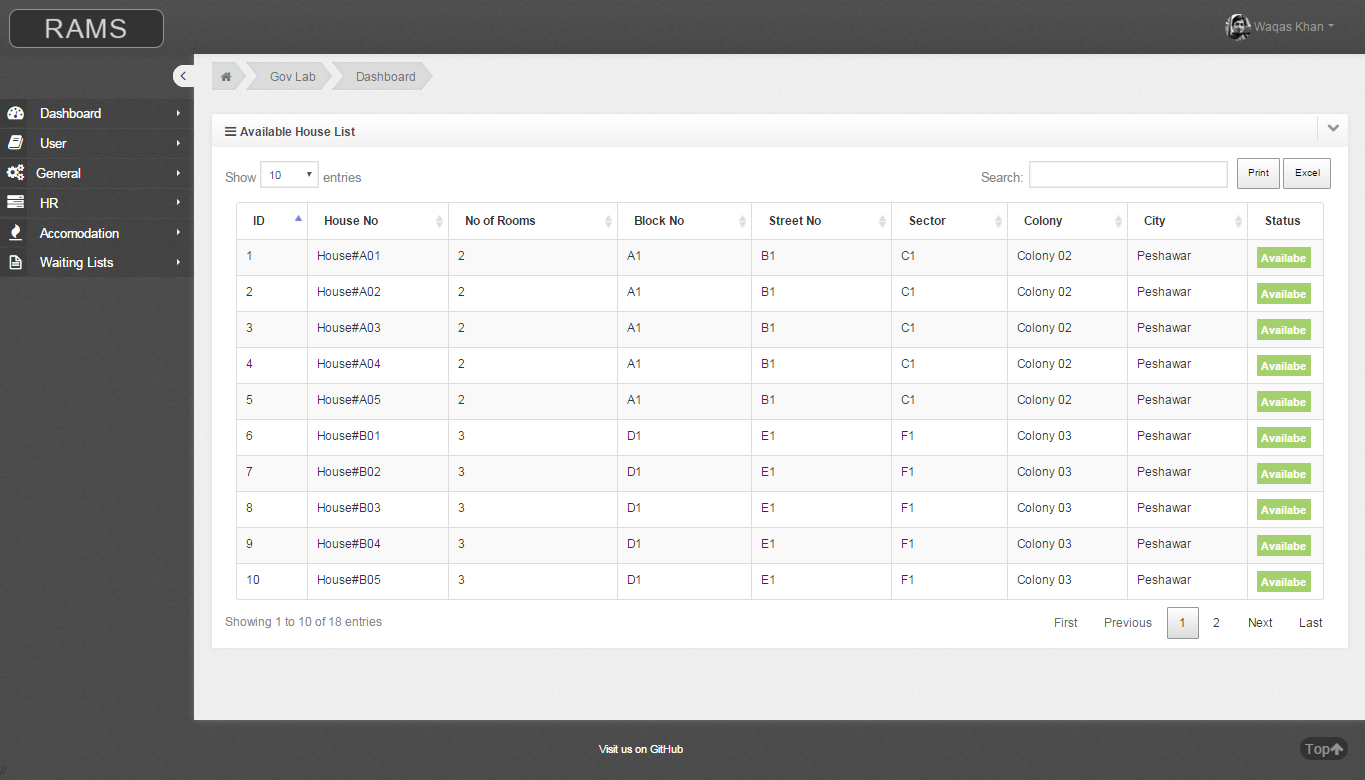 RAMS
Waqas Khan
Gov Lab Dashboard
Dashboard
User
General
HR
Accomodation
Waiting Lists
Available House List
Show 10 entries Search: Print Excel
ID House No No of Rooms Block No Street No Sector Colony City Status
1 House#A01 2 A1 B1 C1 Colony 02 Peshawar Availabe
2 House#A02 2 A1 B1 C1 Colony 02 Peshawar Availabe
3 House#A03 2 A1 B1 C1 Colony 02 Peshawar Availabe
4 House#A04 2 A1 B1 C1 Colony 02 Peshawar Availabe
5 House#A05 2 A1 B1 C1 Colony 02 Peshawar Availabe
6 House#B01 3 D1 E1 F1 Colony 03 Peshawar Availabe
7 House#B02 3 D1 E1 F1 Colony 03 Peshawar Availabe
8 House#B03 3 D1 E1 F1 Colony 03 Peshawar Availabe
9 House#B04 3 D1 E1 F1 Colony 03 Peshawar Availabe
10 House#B05 3 D1 E1 F1 Colony 03 Peshawar Availabe
Showing 1 to 10 of 18 entries First Previous 1 2 Next Last
Visit us on GitHub
Top
//